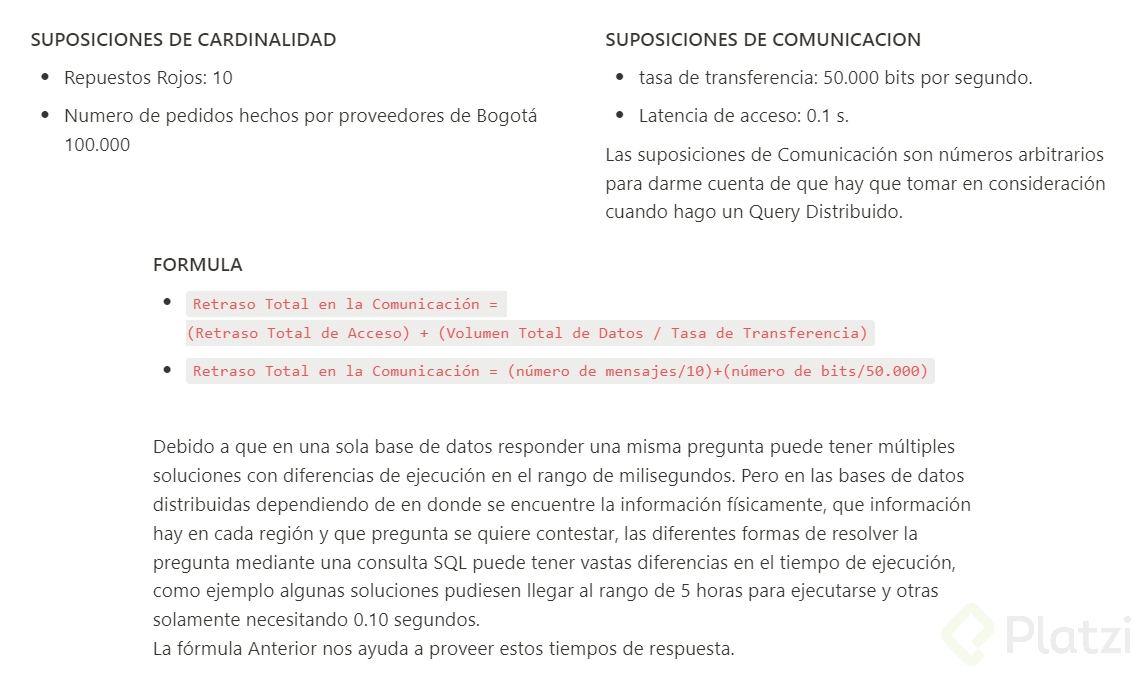 SUPOSICIONES DE CARDINALIDAD
• Repuestos Rojos: 10
• Numero de pedidos hechos por proveedores de Bogotá
100.000
SUPOSICIONES DE COMUNICACION
• tasa de transferencia: 50.000 bits por segundo.
• Latencia de acceso: 0.1 s.
Las suposiciones de Comunicación son números arbitrarios
para darme cuenta de que hay que tomar en consideración
cuando hago un Query Distribuido.
FORMULA
• Retraso Total en la Comunicación =
(Retraso Total de Acceso) + (Volumen Total de Datos / Tasa de Transferencia)
• Retraso Total en la Comunicación = (número de mensajes/10)+(número de bits/50.000)
Debido a que en una sola base de datos responder una misma pregunta puede tener múltiples
soluciones con diferencias de ejecución en el rango de milisegundos. Pero en las bases de datos
distribuidas dependiendo de en donde se encuentre la información físicamente, que información
hay en cada región y que pregunta se quiere contestar, las diferentes formas de resolver la
pregunta mediante una consulta SQL puede tener vastas diferencias en el tiempo de ejecución,
como ejemplo algunas soluciones pudiesen llegar al rango de 5 horas para ejecutarse y otras
solamente necesitando 0.10 segundos.
La fórmula Anterior nos ayuda a proveer estos tiempos de respuesta.
Platzi